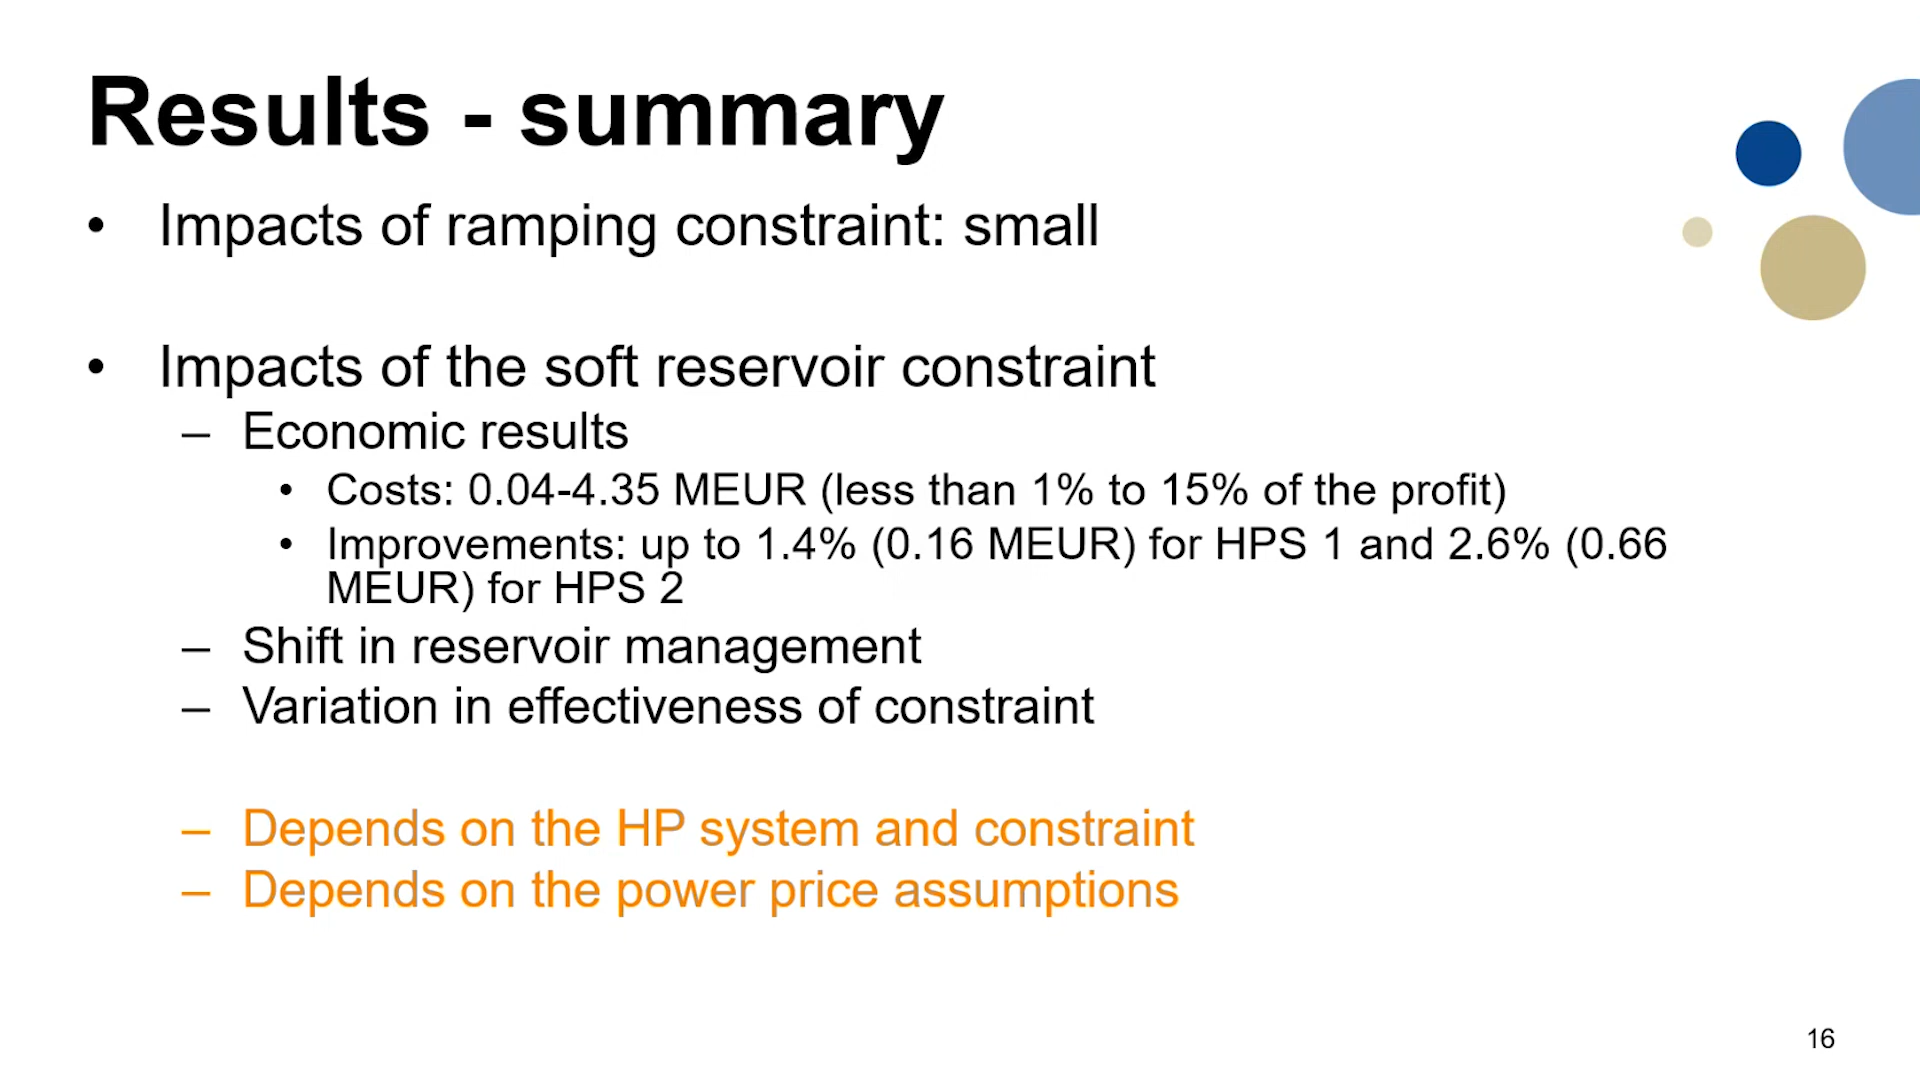 Results - summary
• Impacts of ramping constraint: small
• Impacts of the soft reservoir constraint
– Economic results
• Costs: 0.04-4.35 MEUR (less than 1% to 15% of the profit)
• Improvements: up to 1.4% (0.16 MEUR) for HPS 1 and 2.6% (0.66
MEUR) for HPS 2
– Shift in reservoir management
– Variation in effectiveness of constraint
– Depends on the HP system and constraint
– Depends on the power price assumptions
16